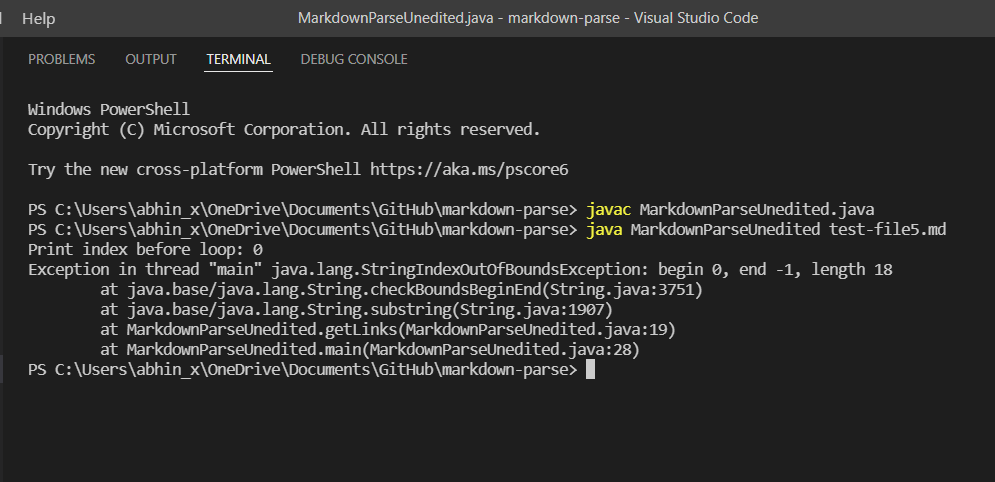 Help MarkdownParseUnedited.java - markdown-parse - Visual Studio Code
PROBLEMS OUTPUT TERMINAL DEBUG CONSOLE
Windows PowerShell
Copyright (C) Microsoft Corporation. All rights reserved.
Try the new cross-platform PowerShell https://aka.ms/pscore6
PS C:\Users\abhin_x\OneDrive\Documents\GitHub\markdown-parse> javac MarkdownParseUnedited.java
PS C:\Users\abhin_x\OneDrive\Documents\GitHub\markdown-parse> java MarkdownParseUnedited test-file5.md
Print index before loop: 0
Exception in thread "main" java.lang.StringIndexOutOfBoundsException: begin 0, end -1, length 18
        at java.base/java.lang.String.checkBoundsBeginEnd(String.java:3751)
        at java.base/java.lang.String.substring(String.java:1907)
        at MarkdownParseUnedited.getLinks(MarkdownParseUnedited.java:19)
        at MarkdownParseUnedited.main(MarkdownParseUnedited.java:28)
PS C:\Users\abhin_x\OneDrive\Documents\GitHub\markdown-parse>